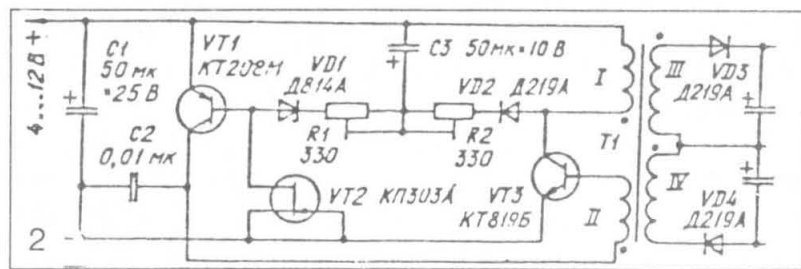 4...12В +
C1
50 мк
×25 В
VT1
КТ208М
C2
0,01 мк
VD1
Д814А
R1
330
C3 50мк×10 В
VD2
Д219А
R2
330
VT2 КП303А
VT3
КТ819Б
I
II
T1
III
IV
VD3
Д219А
VD4
Д219А
2 -